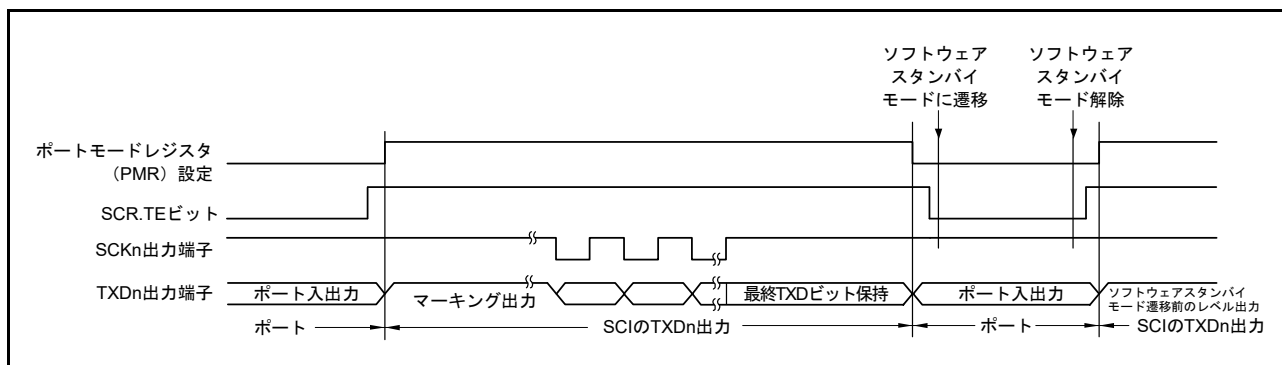 ソフトウェア
スタンバイ
モードに遷移
ソフトウェア
スタンバイ
モード解除
ポートモードレジスタ
（PMR）設定
SCR.TEビット
SCKn出力端子
TXDn出力端子
ポート入出力
マーキング出力
最終TXDビット保持
ポート入出力
ソフトウェアスタンバイ
モード遷移前のレベル出力
ポート
SCIのTXDn出力
ポート
SCIのTXDn出力